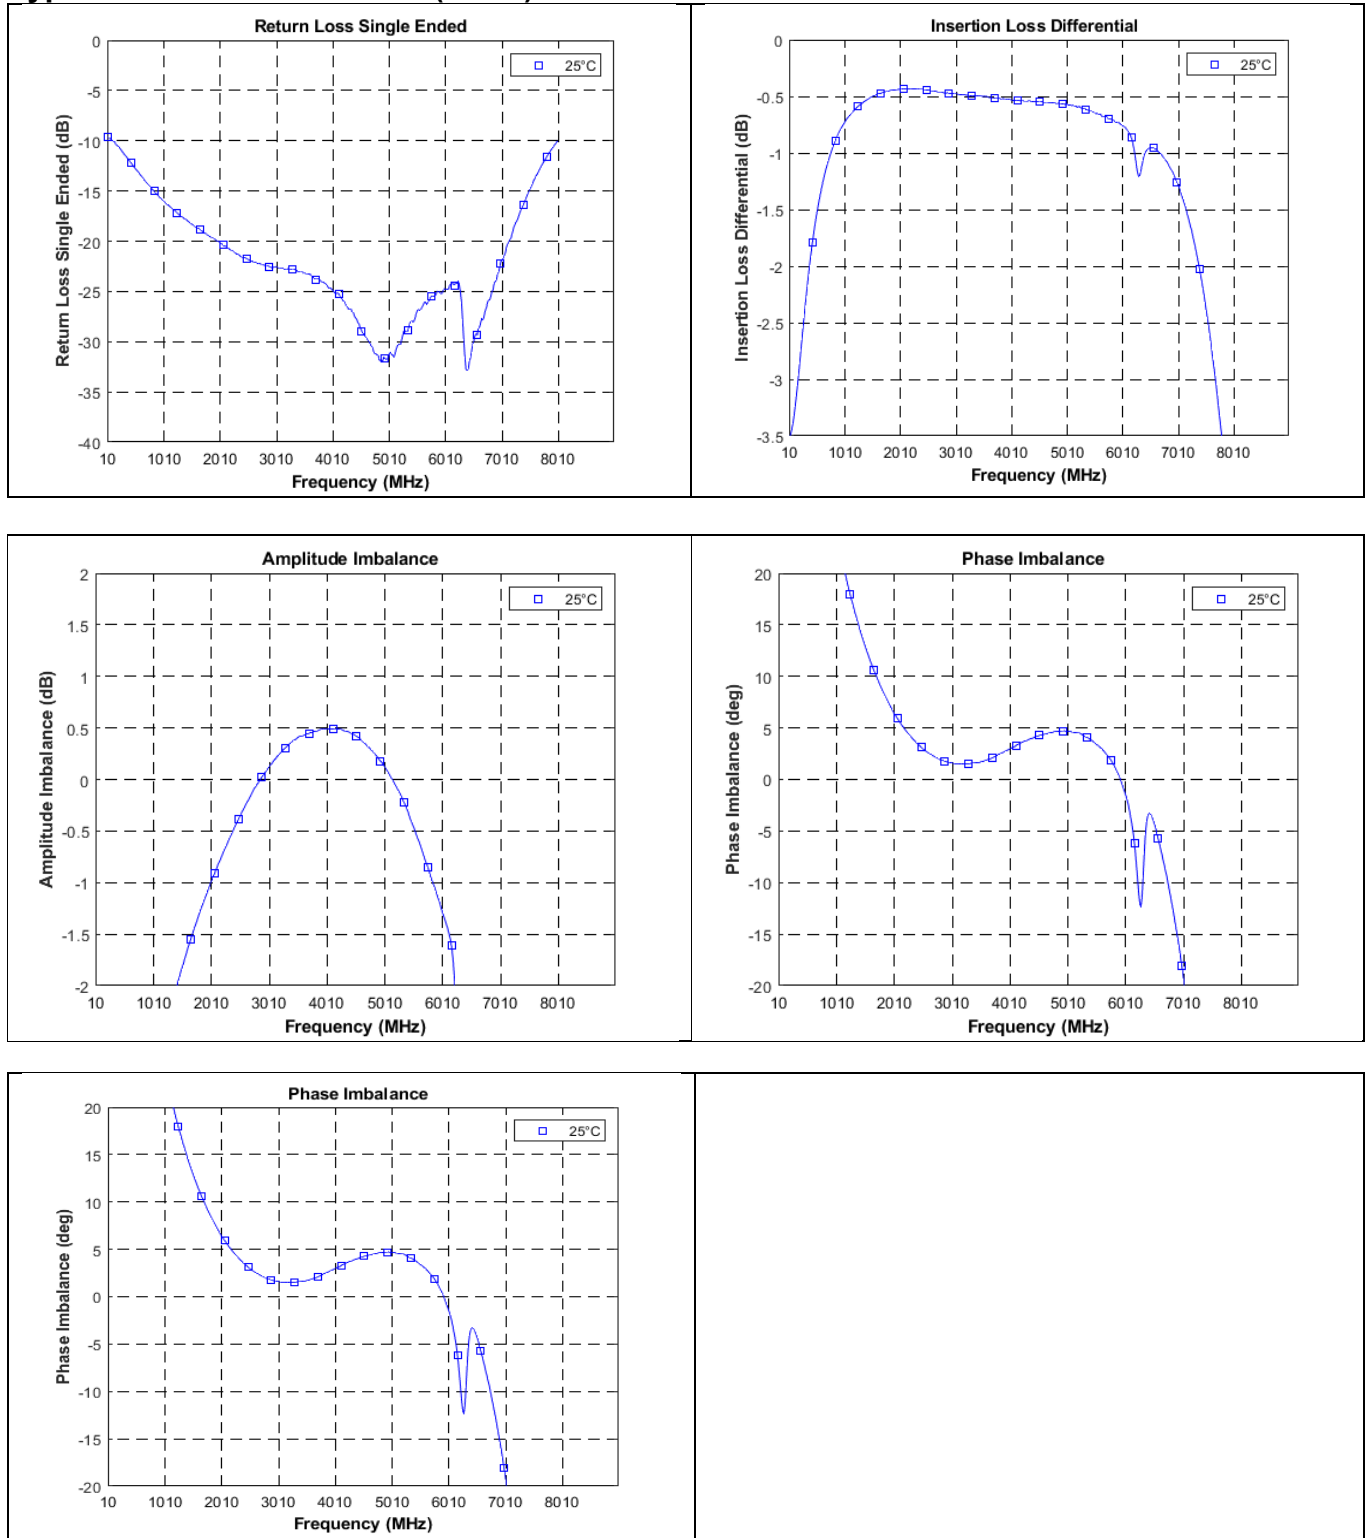 Return Loss Single Ended
25°C
0
-5
-10
-15
-20
-25
-30
-35
-40
Return Loss Single Ended (dB)
10 1010 2010 3010 4010 5010 6010 7010 8010
Frequency (MHz)
Insertion Loss Differential
25°C
0
-0.5
-1
-1.5
-2
-2.5
-3
-3.5
Insertion Loss Differential (dB)
10 1010 2010 3010 4010 5010 6010 7010 8010
Frequency (MHz)
Amplitude Imbalance
25°C
2
1.5
1
0.5
0
-0.5
-1
-1.5
-2
Amplitude Imbalance (dB)
10 1010 2010 3010 4010 5010 6010 7010 8010
Frequency (MHz)
Phase Imbalance
25°C
20
15
10
5
0
-5
-10
-15
-20
Phase Imbalance (deg)
10 1010 2010 3010 4010 5010 6010 7010 8010
Frequency (MHz)
Phase Imbalance
25°C
20
15
10
5
0
-5
-10
-15
-20
Phase Imbalance (deg)
10 1010 2010 3010 4010 5010 6010 7010 8010
Frequency (MHz)